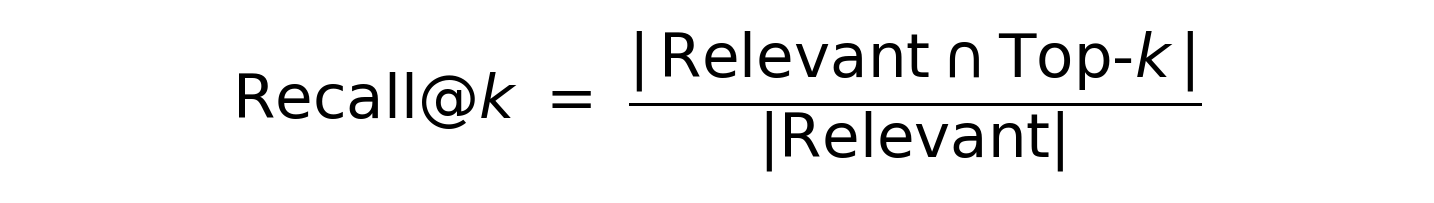 Recall@k = |Relevant ∩ Top-k| / |Relevant|